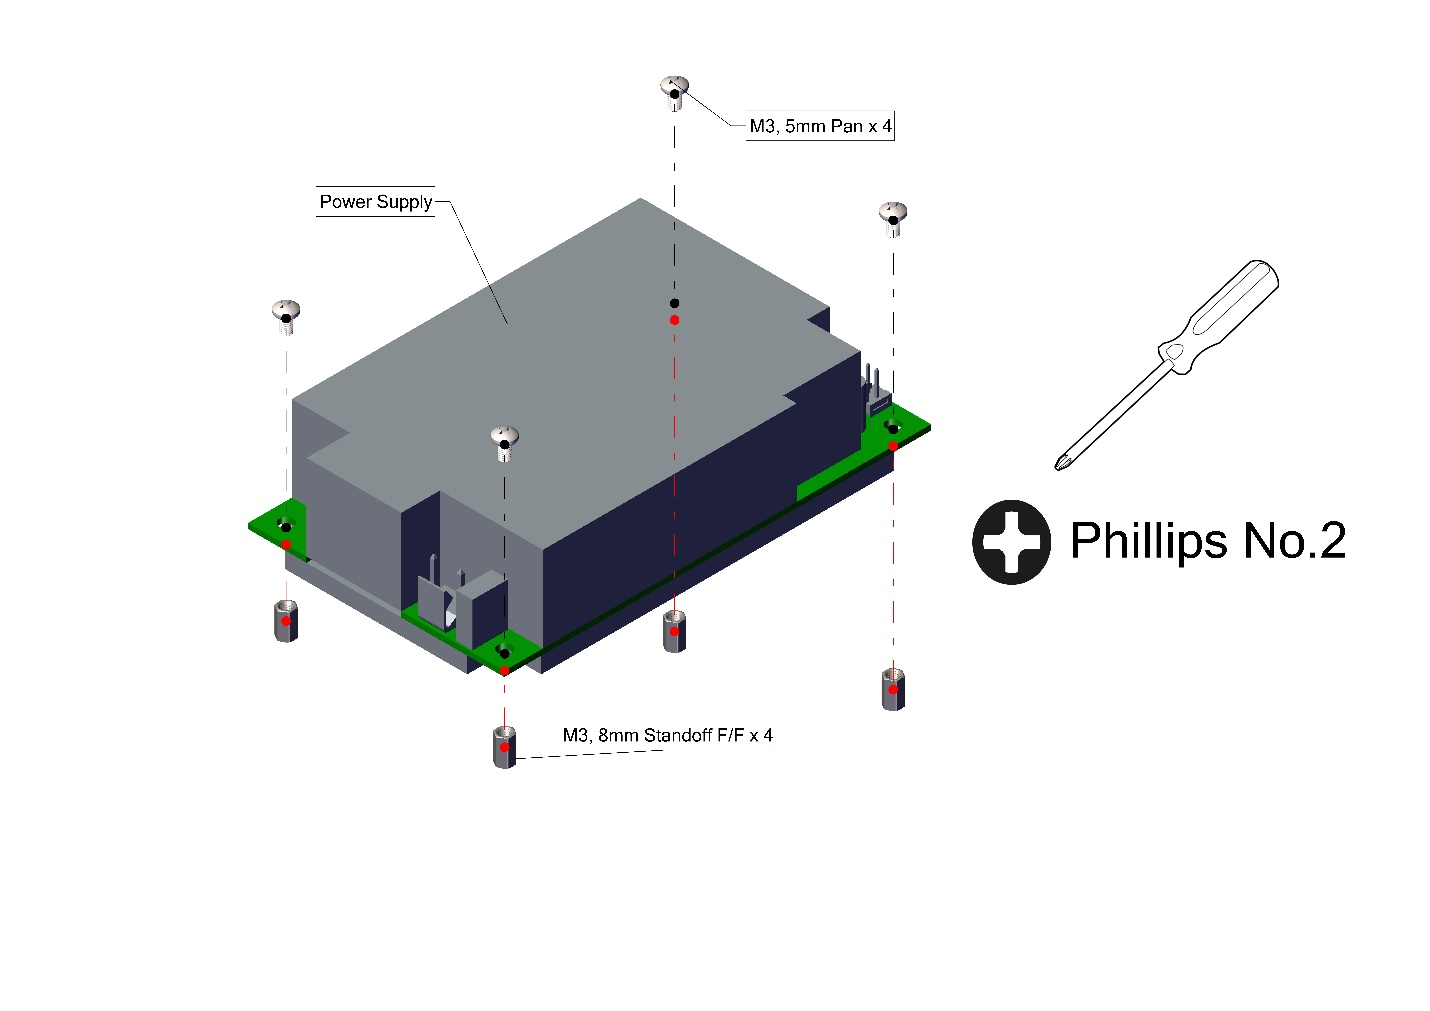 M3, 5mm Pan x 4
Power Supply
Phillips No.2
M3, 8mm Standoff F/F x 4